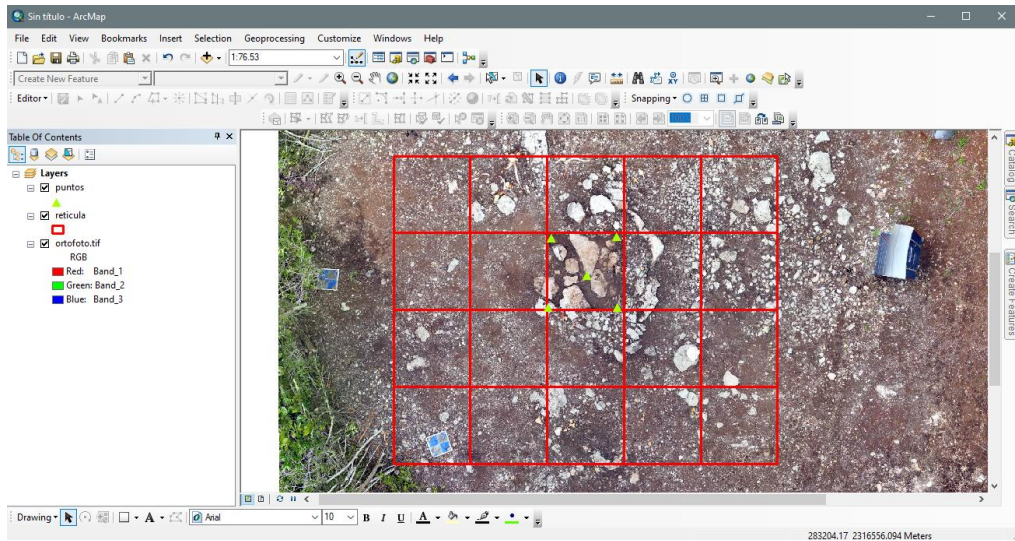 Sin título - ArcMap
File Edit View Bookmarks Insert Selection Geoprocessing Customize Windows Help
1:76.53
Create New Feature
Editor
Snapping
Table Of Contents
Layers
puntos
reticula
ortofoto.tif
RGB
Red: Band_1
Green: Band_2
Blue: Band_3
Catalog
Search
Create Features
Drawing A Arial 10 B I U A
283204.17 2316556.094 Meters